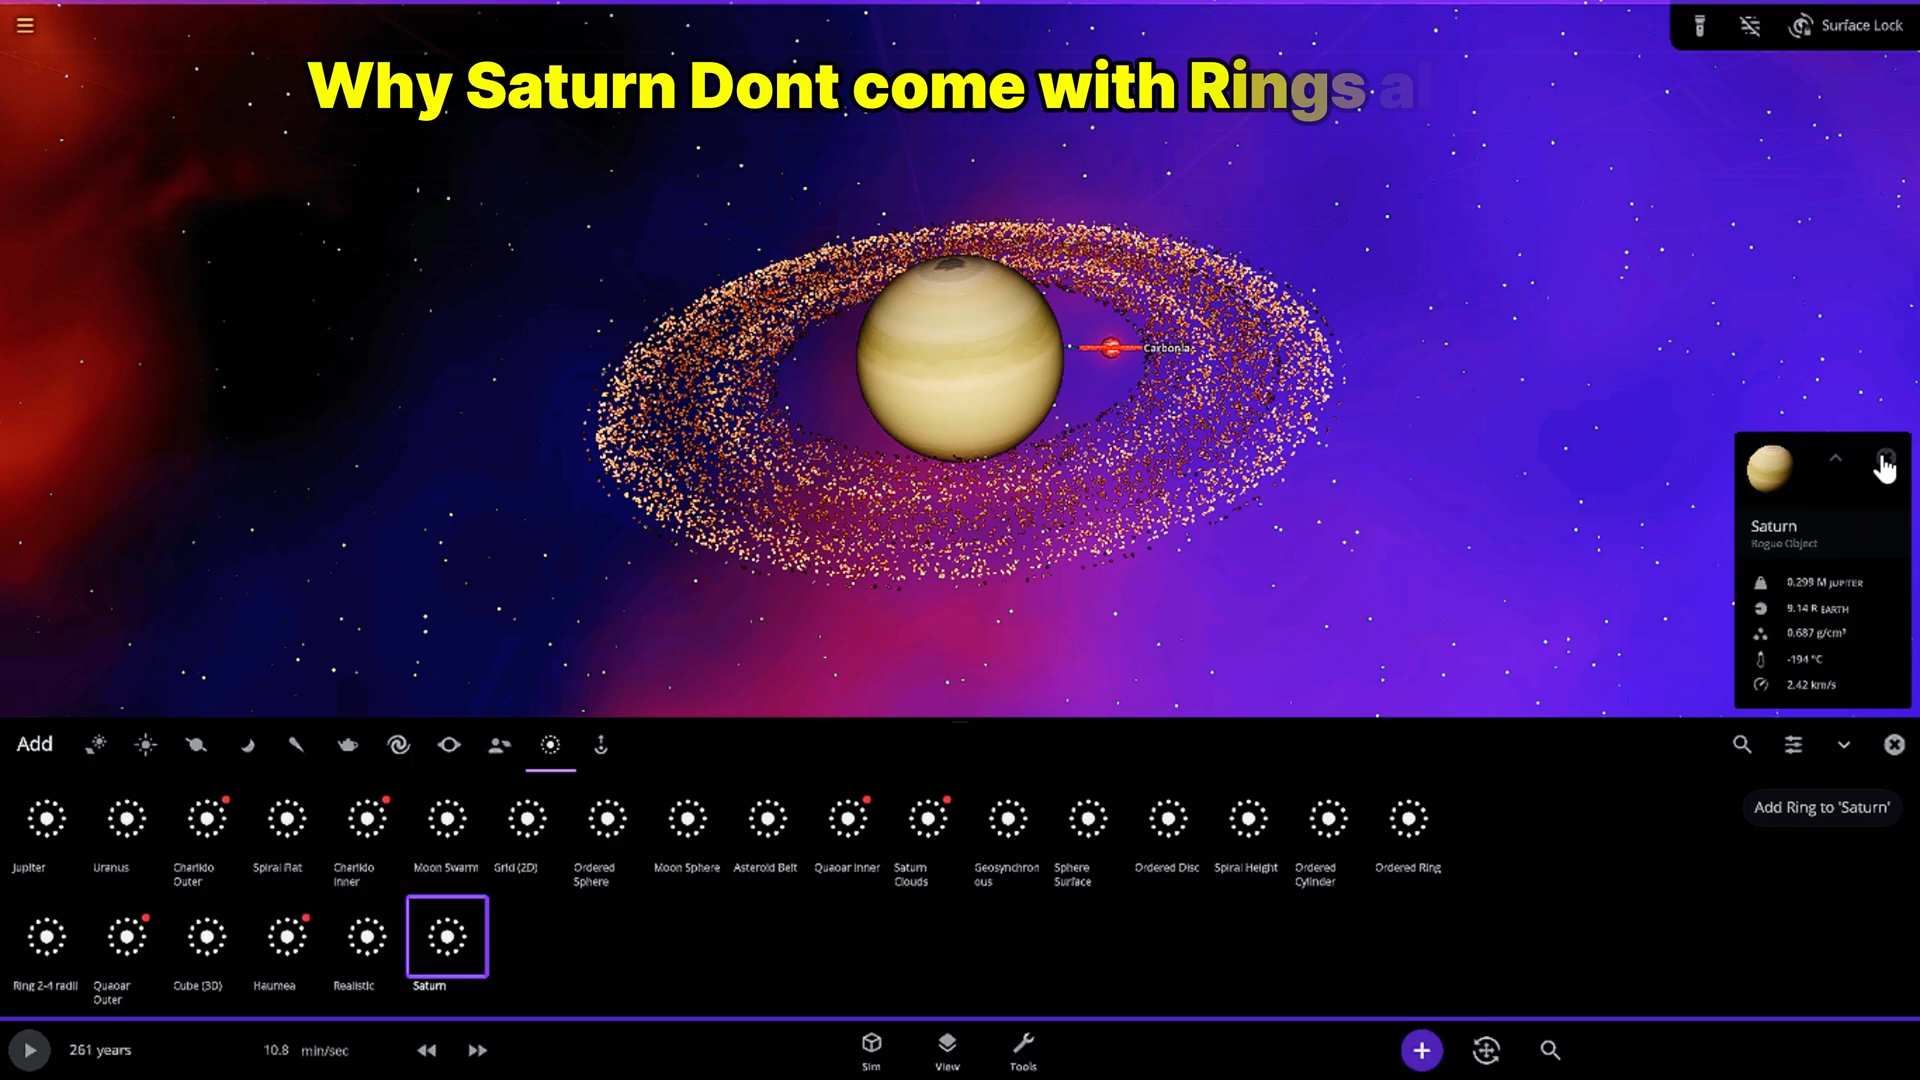 Surface Lock
Why Saturn Dont come with Rings al
Carbonia
Saturn
Rogue Object
0.299 M JUPITER
9.14 R EARTH
0.687 g/cm³
-194 °C
2.42 km/s
Add
Add Ring to 'Saturn'
Jupiter
Uranus
Chariklo
Outer
Spiral Flat
Chariklo
Inner
Moon Swarm
Grid (2D)
Ordered
Sphere
Moon Sphere
Asteroid Belt
Quaoar Inner
Saturn
Clouds
Geosynchron
ous
Sphere
Surface
Ordered Disc
Spiral Height
Ordered
Cylinder
Ordered Ring
Ring 2-4 radii
Quaoar
Outer
Cube (3D)
Haumea
Realistic
Saturn
261 years
10.8 min/sec
Sim
View
Tools